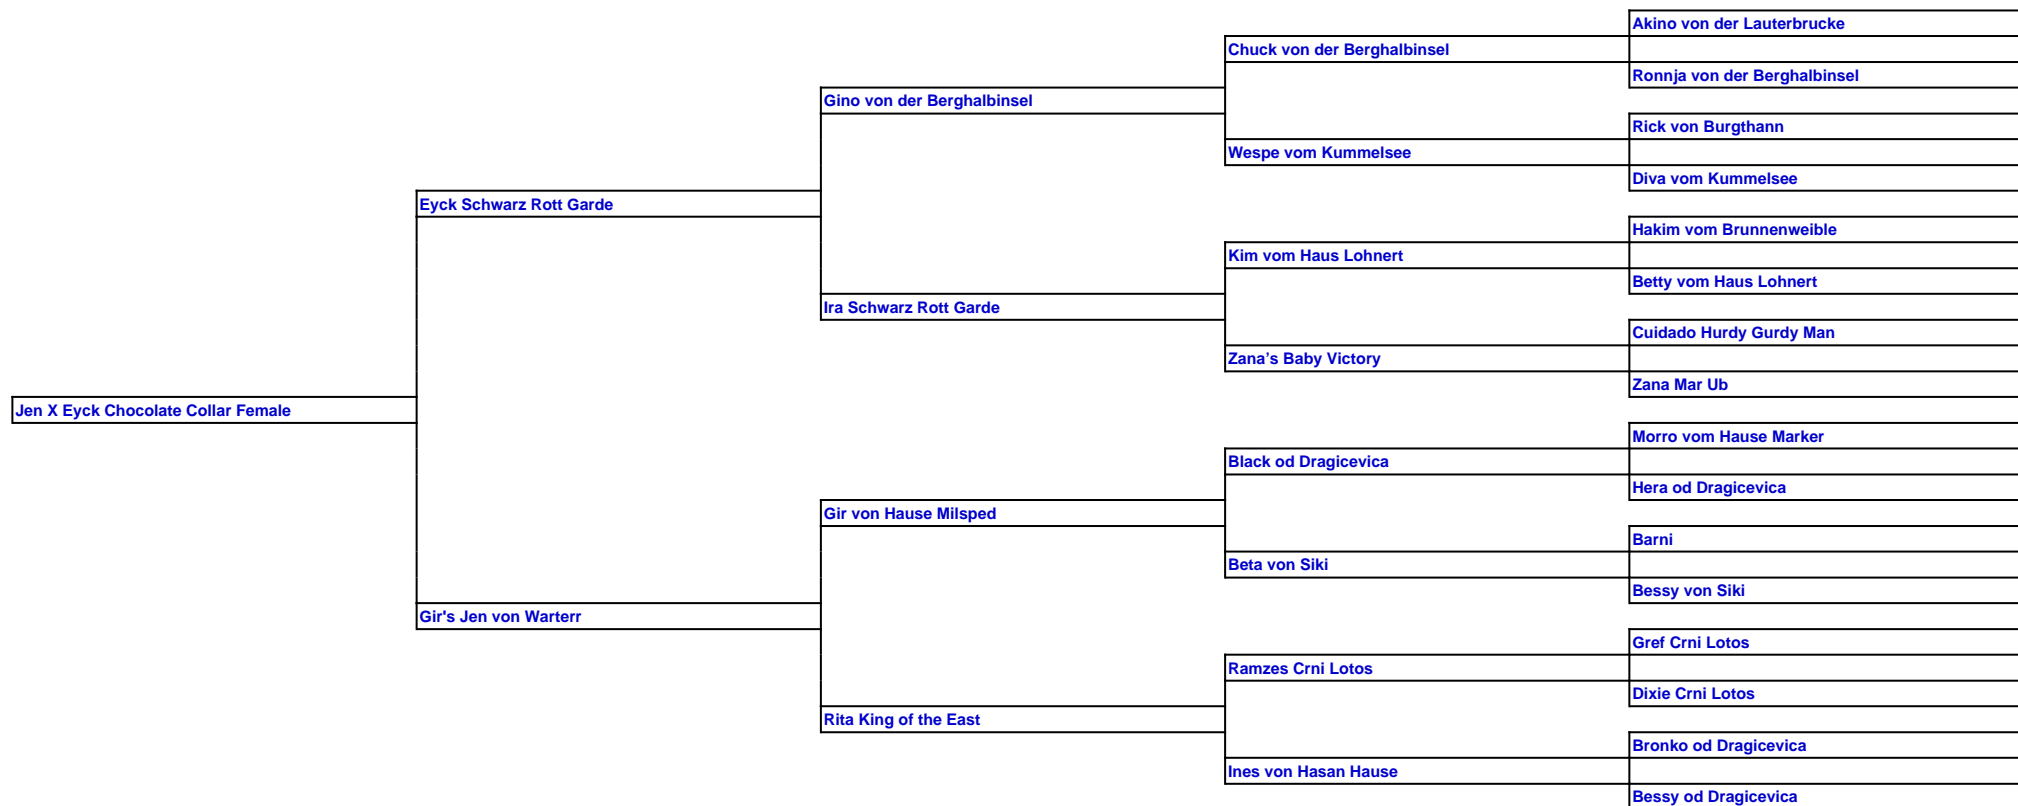 Akino von der Lauterbrucke
Chuck von der Berghalbinsel
Ronnja von der Berghalbinsel
Gino von der Berghalbinsel
Rick von Burgthann
Wespe vom Kummelsee
Diva vom Kummelsee
Eyck Schwarz Rott Garde
Hakim vom Brunnenweible
Kim vom Haus Lohnert
Betty vom Haus Lohnert
Ira Schwarz Rott Garde
Cuidado Hurdy Gurdy Man
Zana’s Baby Victory
Zana Mar Ub
Jen X Eyck Chocolate Collar Female
Morro vom Hause Marker
Black od Dragicevica
Hera od Dragicevica
Gir von Hause Milsped
Barni
Beta von Siki
Bessy von Siki
Gir's Jen von Warterr
Gref Crni Lotos
Ramzes Crni Lotos
Dixie Crni Lotos
Rita King of the East
Bronko od Dragicevica
Ines von Hasan Hause
Bessy od Dragicevica